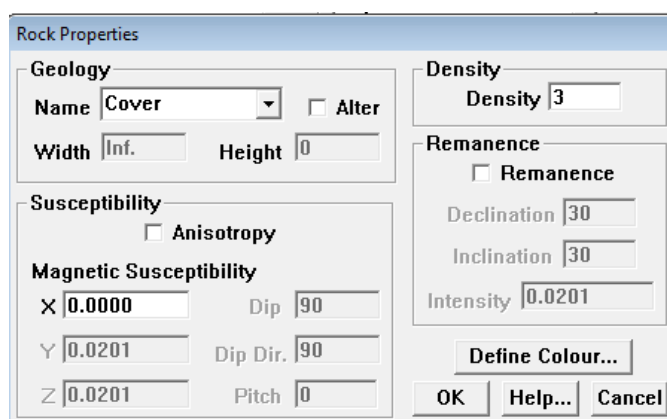 Rock Properties
Geology
Name Cover Alter
Width Inf. Height 0
Susceptibility
Anisotropy
Magnetic Susceptibility
X 0.0000 Dip 90
Y 0.0201 Dip Dir. 90
Z 0.0201 Pitch 0
Density
Density 3
Remanence
Remanence
Declination 30
Inclination 30
Intensity 0.0201
Define Colour...
OK Help... Cancel